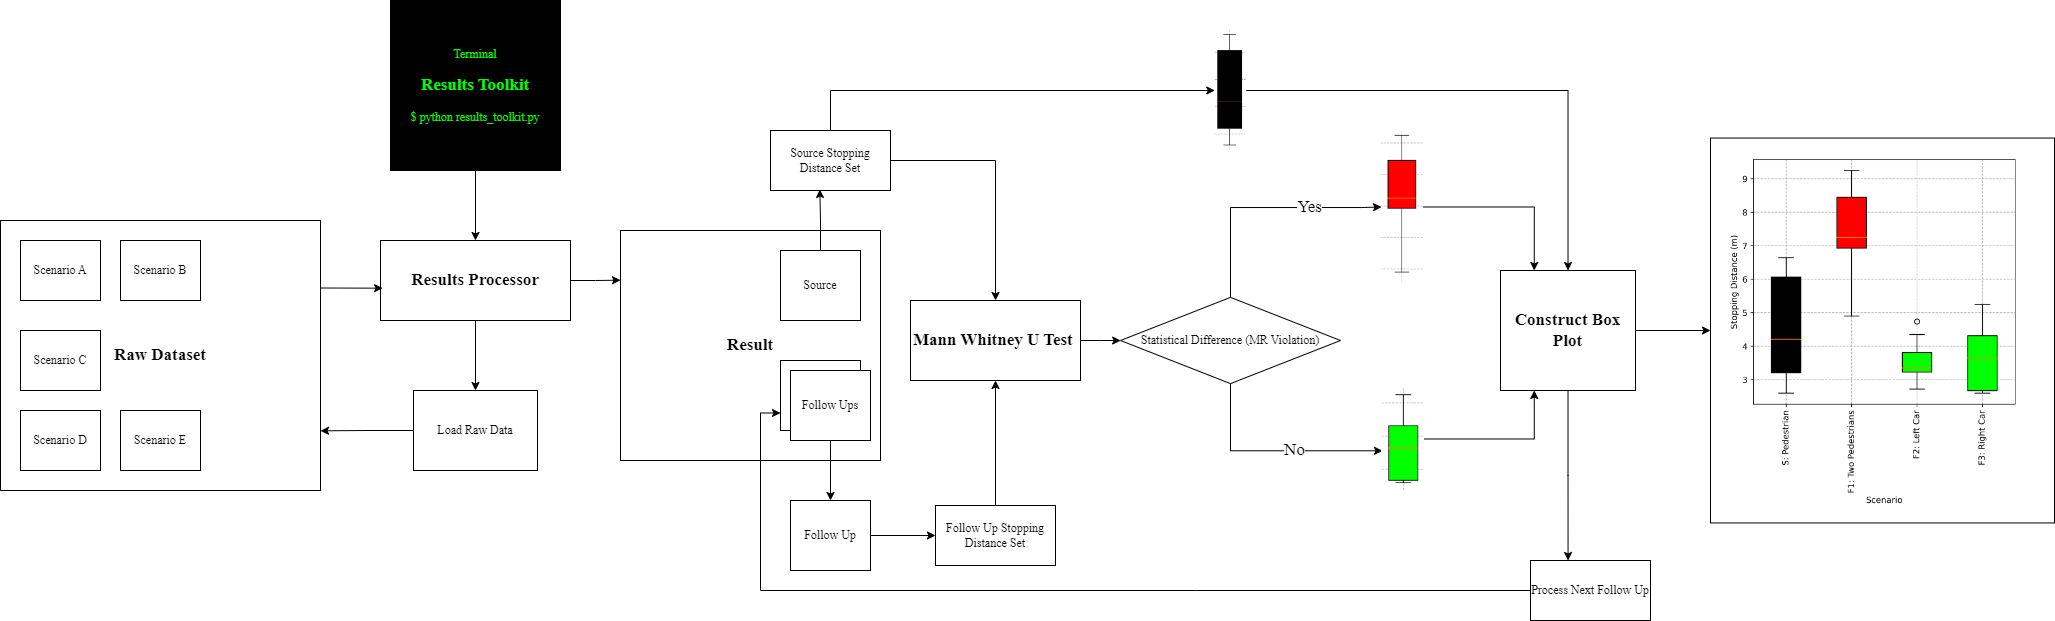 Terminal
Results Toolkit
$ python results_toolkit.py
Scenario A
Scenario B
Scenario C
Raw Dataset
Scenario D
Scenario E
Results Processor
Load Raw Data
Source Stopping
Distance Set
Source
Result
Follow Ups
Follow Up
Follow Up Stopping
Distance Set
Mann Whitney U Test
Statistical Difference (MR Violation)
Yes
No
Construct Box
Plot
Process Next Follow Up
Stopping Distance (m)
9
8
7
6
5
4
3
S: Pedestrian
F1: Two Pedestrians
F2: Left Car
F3: Right Car
Scenario